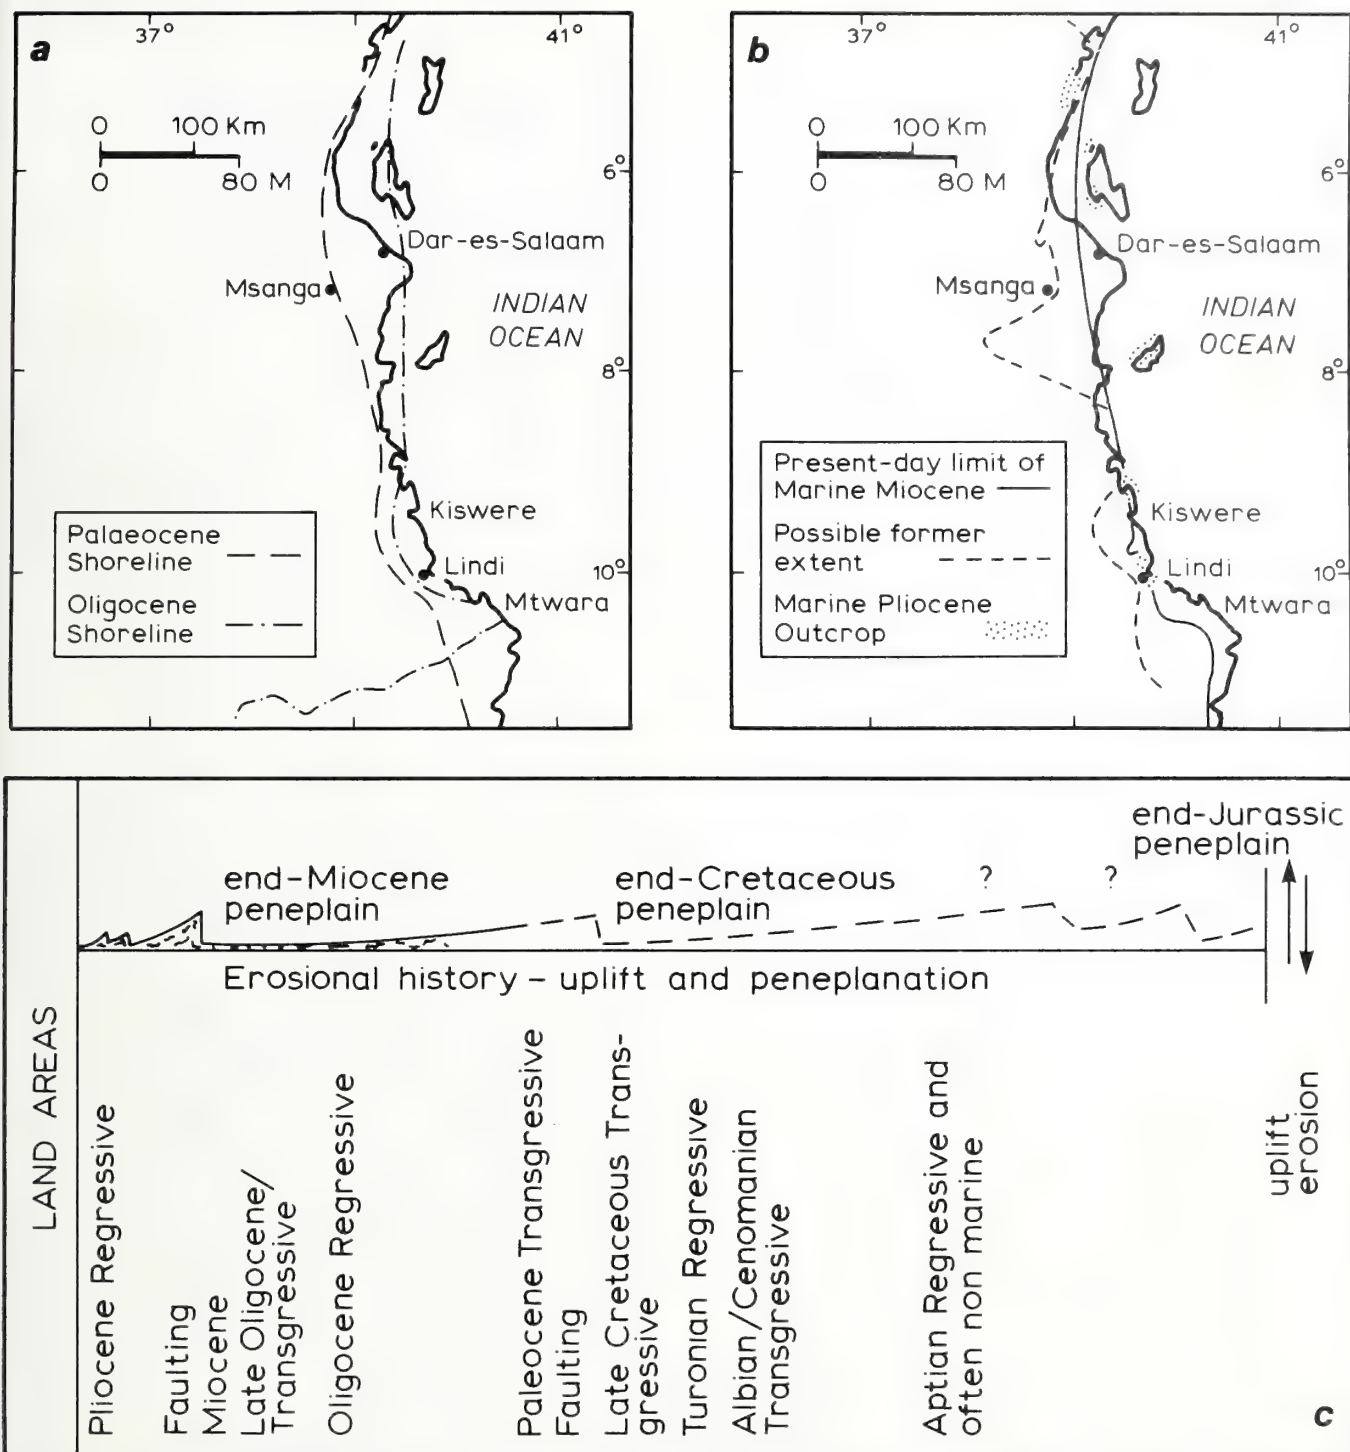 a
37°
41°
0 100 Km
0 80 M
6°
Dar-es-Salaam
Msanga
INDIAN
OCEAN
8°
Kiswere
Lindi
10°
Mtwara
Palaeocene
Shoreline
Oligocene
Shoreline
b
37°
41°
0 100 Km
0 80 M
6°
Dar-es-Salaam
Msanga
INDIAN
OCEAN
8°
Present-day limit of
Marine Miocene
Possible former
extent
Marine Pliocene
Outcrop
Kiswere
Lindi
10°
Mtwara
LAND AREAS
end-Jurassic
peneplain
end-Miocene
peneplain
end-Cretaceous
peneplain
? ?
Erosional history – uplift and peneplanation
Pliocene Regressive
Faulting
Miocene
Late Oligocene/
Transgressive
Oligocene Regressive
Paleocene Transgressive
Faulting
Late Cretaceous Trans-
gressive
Turonian Regressive
Albian/Cenomanian
Transgressive
Aptian Regressive and
often non marine
uplift
erosion
c